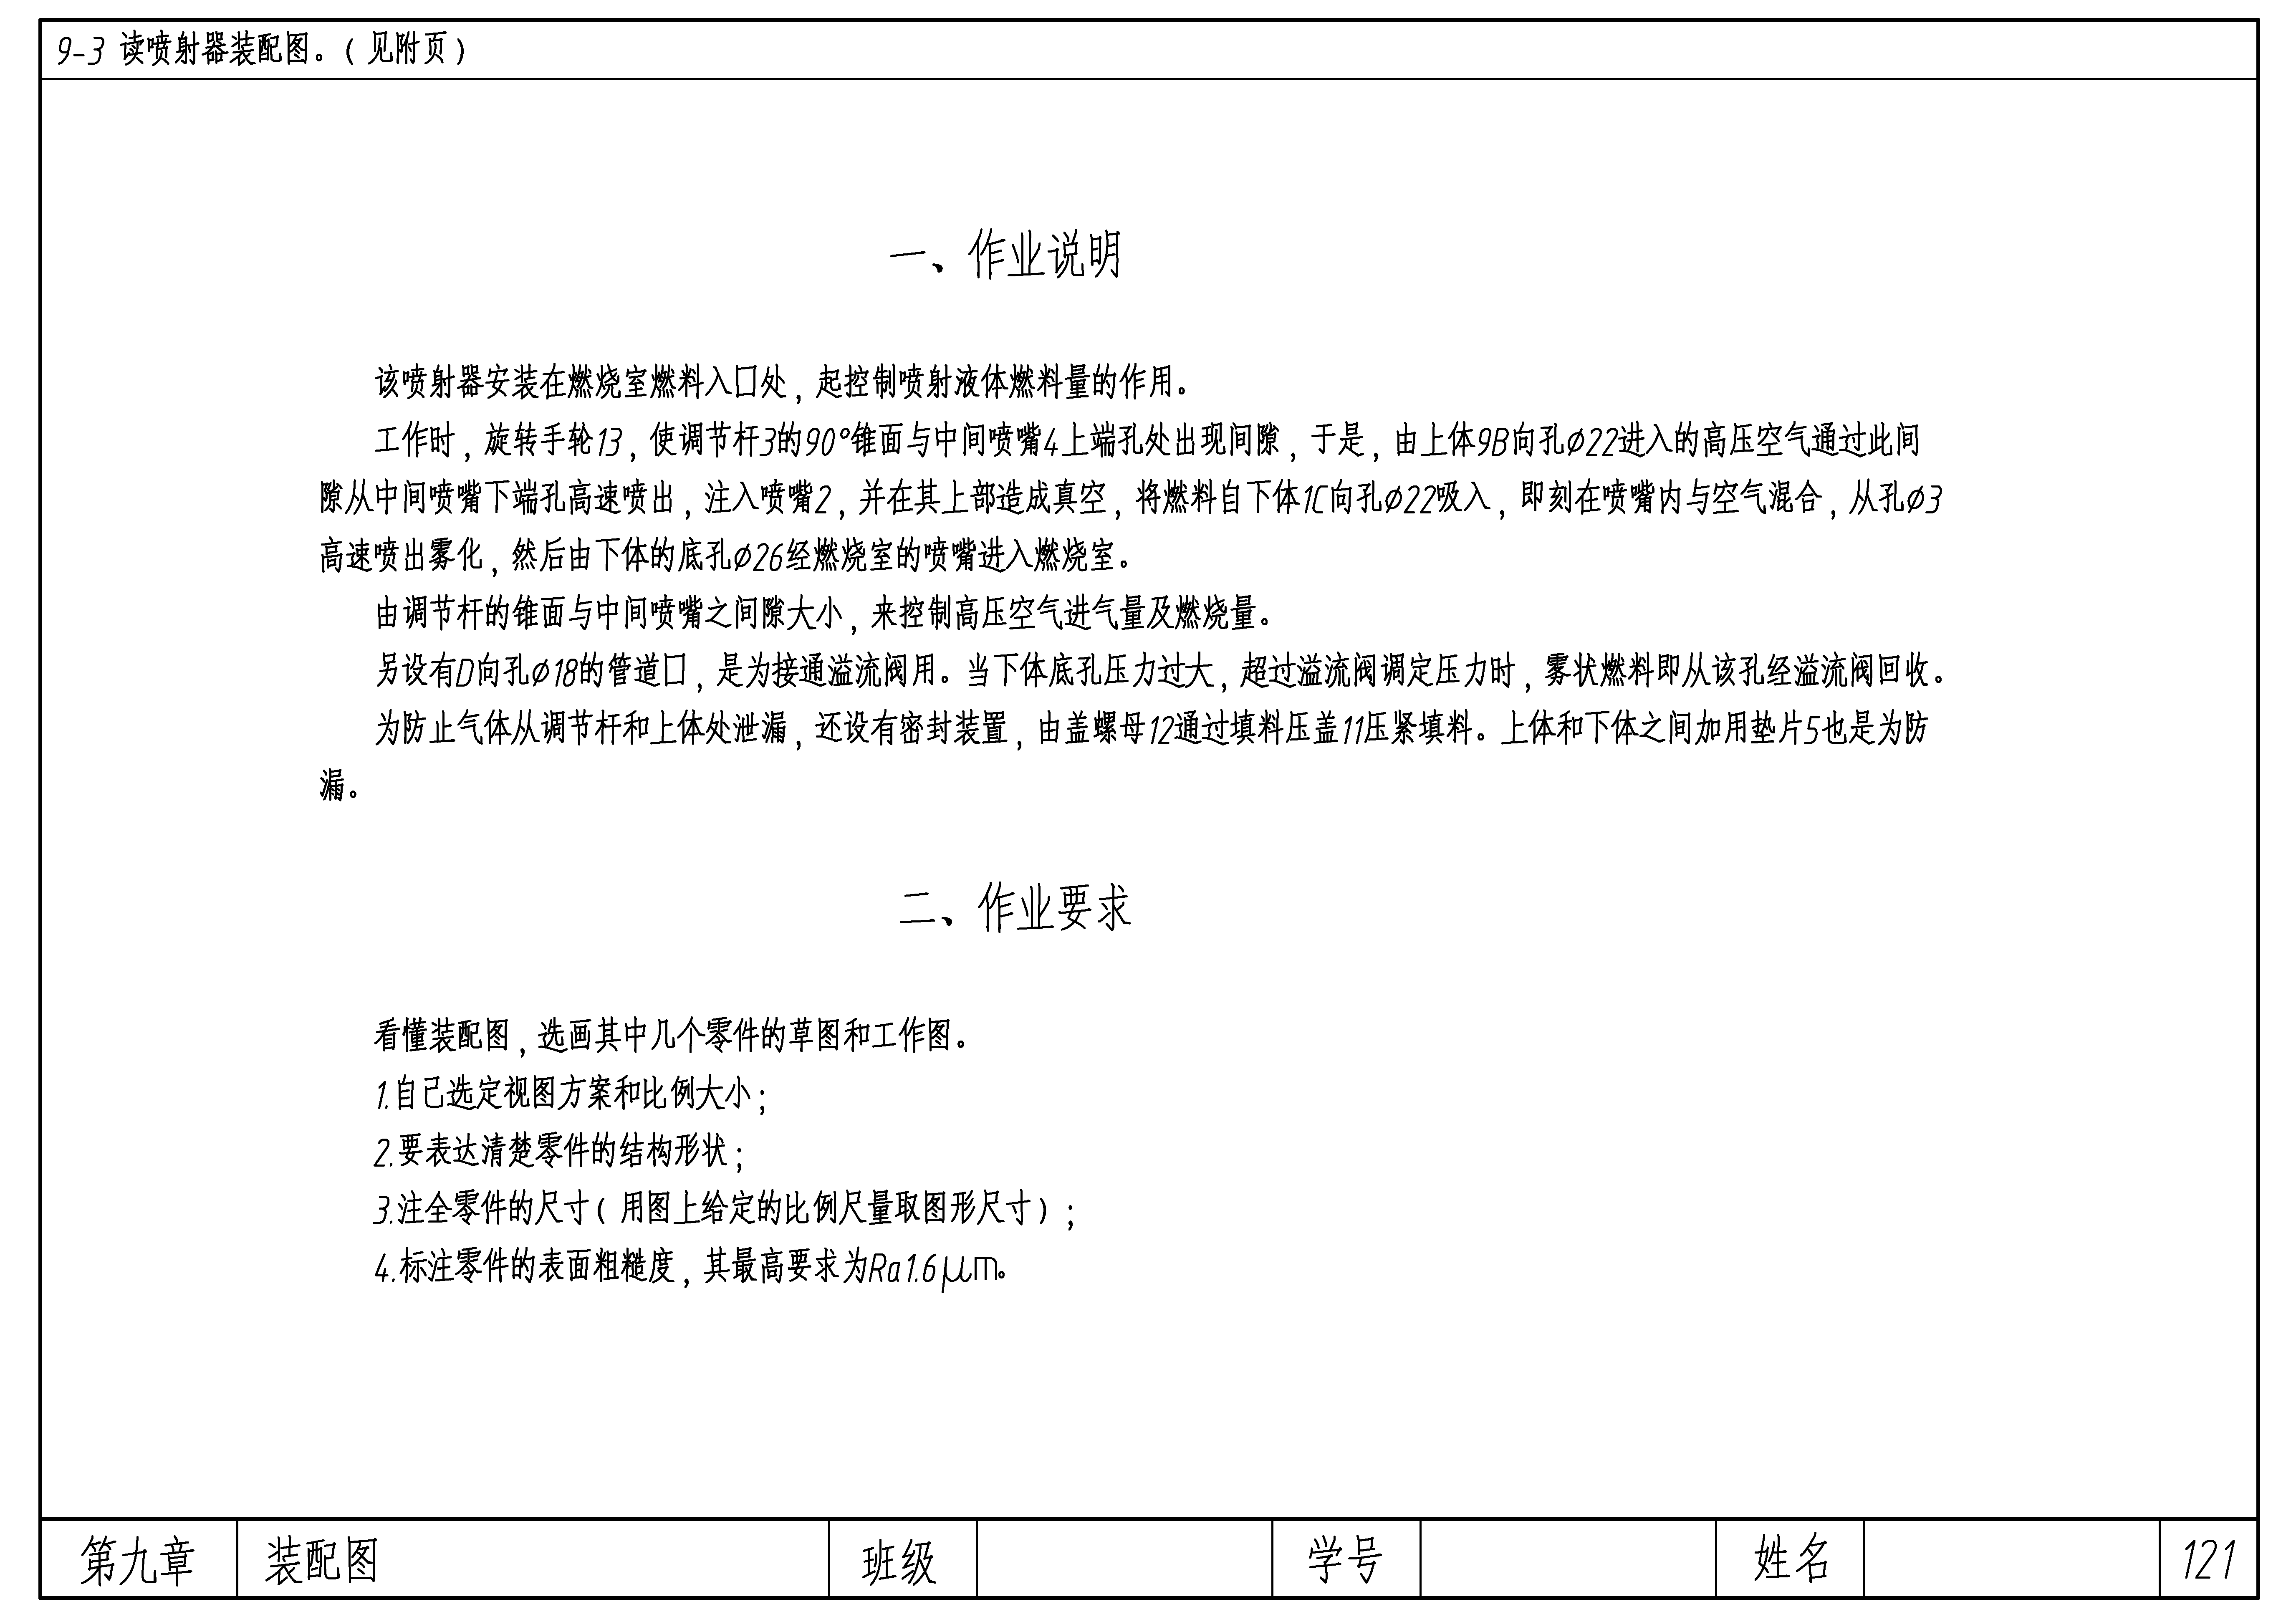 9-3 读喷射器装配图。(见附页)
一、作业说明
该喷射器安装在燃烧室燃料入口处,起控制喷射液体燃料量的作用。
工作时,旋转手轮13,使调节杆3的90°锥面与中间喷嘴4上端孔处出现间隙,于是,由上体9B向孔φ22进入的高压空气通过此间
隙从中间喷嘴下端孔高速喷出,注入喷嘴2,并在其上部造成真空,将燃料自下体1C向孔φ22吸入,即刻在喷嘴内与空气混合,从孔φ3
高速喷出雾化,然后由下体的底孔φ26经燃烧室的喷嘴进入燃烧室。
由调节杆的锥面与中间喷嘴之间隙大小,来控制高压空气进气量及燃烧量。
另设有D向孔φ18的管道口,是为接通溢流阀用。当下体底孔压力过大,超过溢流阀调定压力时,雾状燃料即从该孔经溢流阀回收。
为防止气体从调节杆和上体处泄漏,还设有密封装置,由盖螺母12通过填料压盖11压紧填料。上体和下体之间加用垫片5也是为防
漏。
二、作业要求
看懂装配图,选画其中几个零件的草图和工作图。
1.自己选定视图方案和比例大小;
2.要表达清楚零件的结构形状;
3.注全零件的尺寸(用图上给定的比例尺量取图形尺寸);
4.标注零件的表面粗糙度,其最高要求为Ra1.6μm。
第九章 装配图 班级 学号 姓名 121